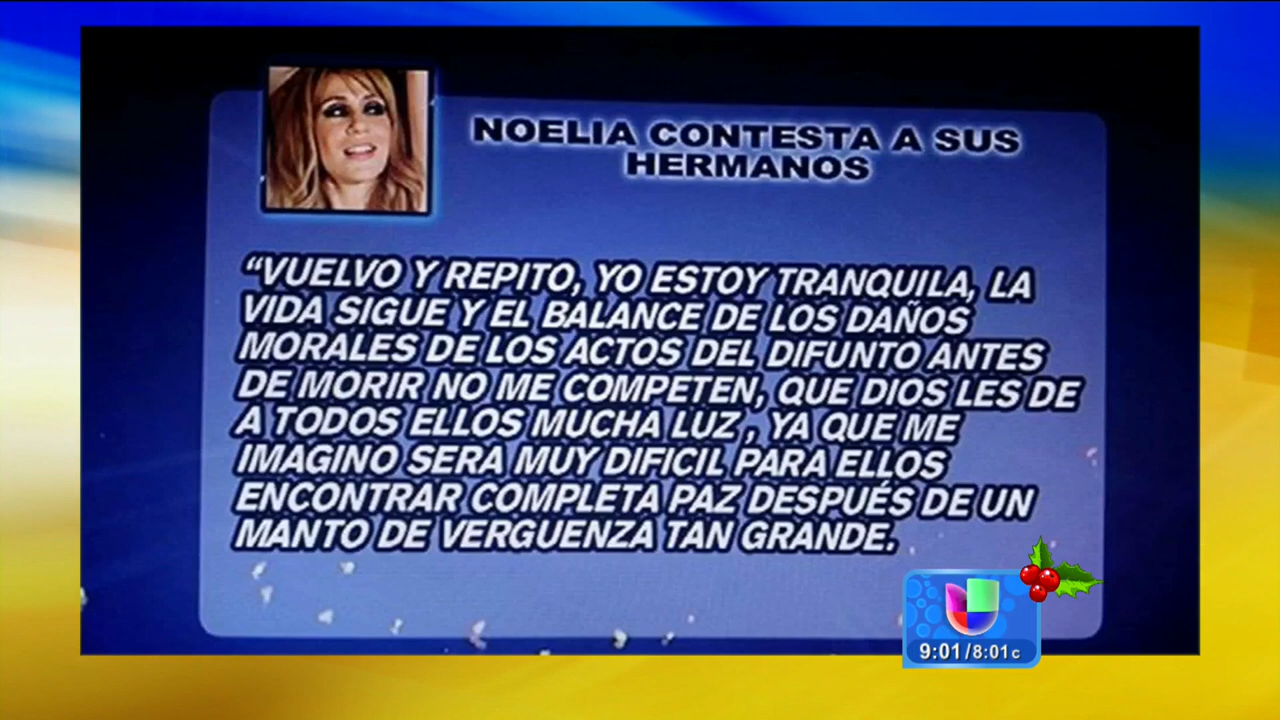 NOELIA CONTESTA A SUS
HERMANOS
“VUELVO Y REPITO, YO ESTOY TRANQUILA, LA
VIDA SIGUE Y EL BALANCE DE LOS DAÑOS
MORALES DE LOS ACTOS DEL DIFUNTO ANTES
DE MORIR NO ME COMPETEN, QUE DIOS LES DE
A TODOS ELLOS MUCHA LUZ , YA QUE ME
IMAGINO SERA MUY DIFICIL PARA ELLOS
ENCONTRAR COMPLETA PAZ DESPUÉS DE UN
MANTO DE VERGUENZA TAN GRANDE.
9:01/8:01c